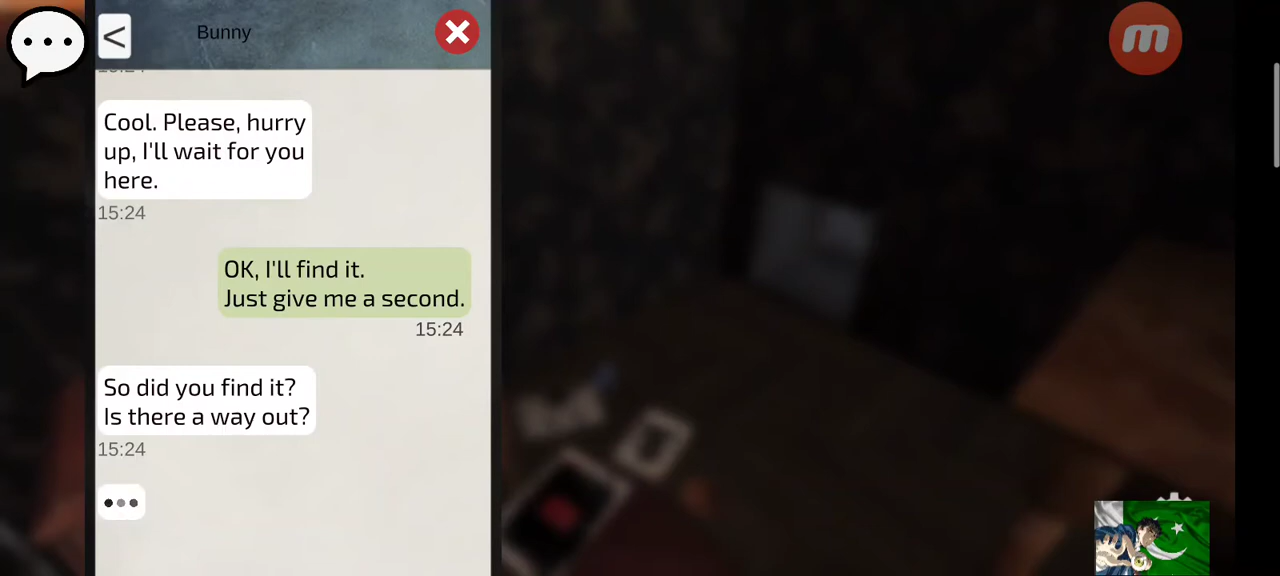 Bunny
Cool. Please, hurry
up, I'll wait for you
here.
15:24
OK, I'll find it.
Just give me a second.
15:24
So did you find it?
Is there a way out?
15:24